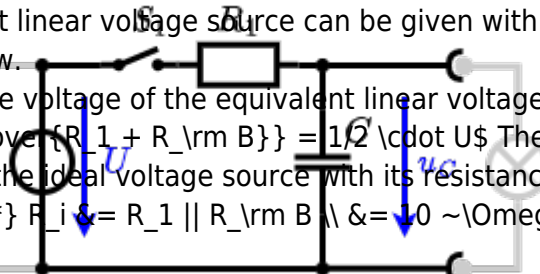 t linear voltage source can be given with
S₁ R₁
w.
e voltage of the equivalent linear voltage
over{R_1 + R_\rm B}} = 1/2 \cdot U$ The
C
U
u_C
the ideal voltage source with its resistanc
*} R_i &= R_1 || R_\rm B \\ &= 10 ~\Omeg